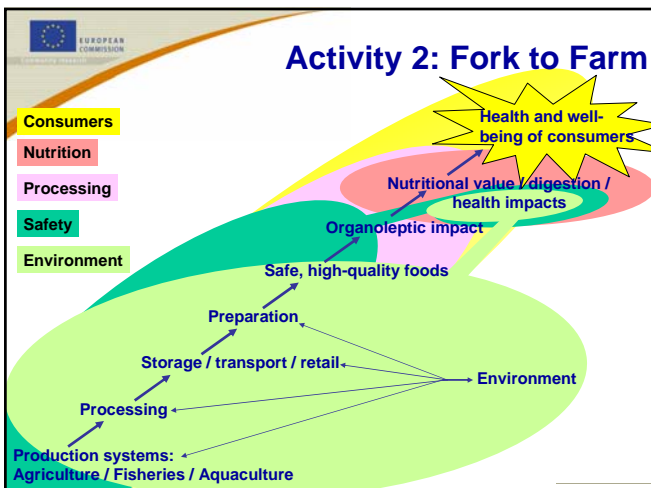 EUROPEAN
COMMISSION
Community research
Activity 2: Fork to Farm
Consumers
Nutrition
Processing
Safety
Environment
Health and well-
being of consumers
Nutritional value / digestion /
health impacts
Organoleptic impact
Safe, high-quality foods
Preparation
Storage / transport / retail
Environment
Processing
Production systems:
Agriculture / Fisheries / Aquaculture